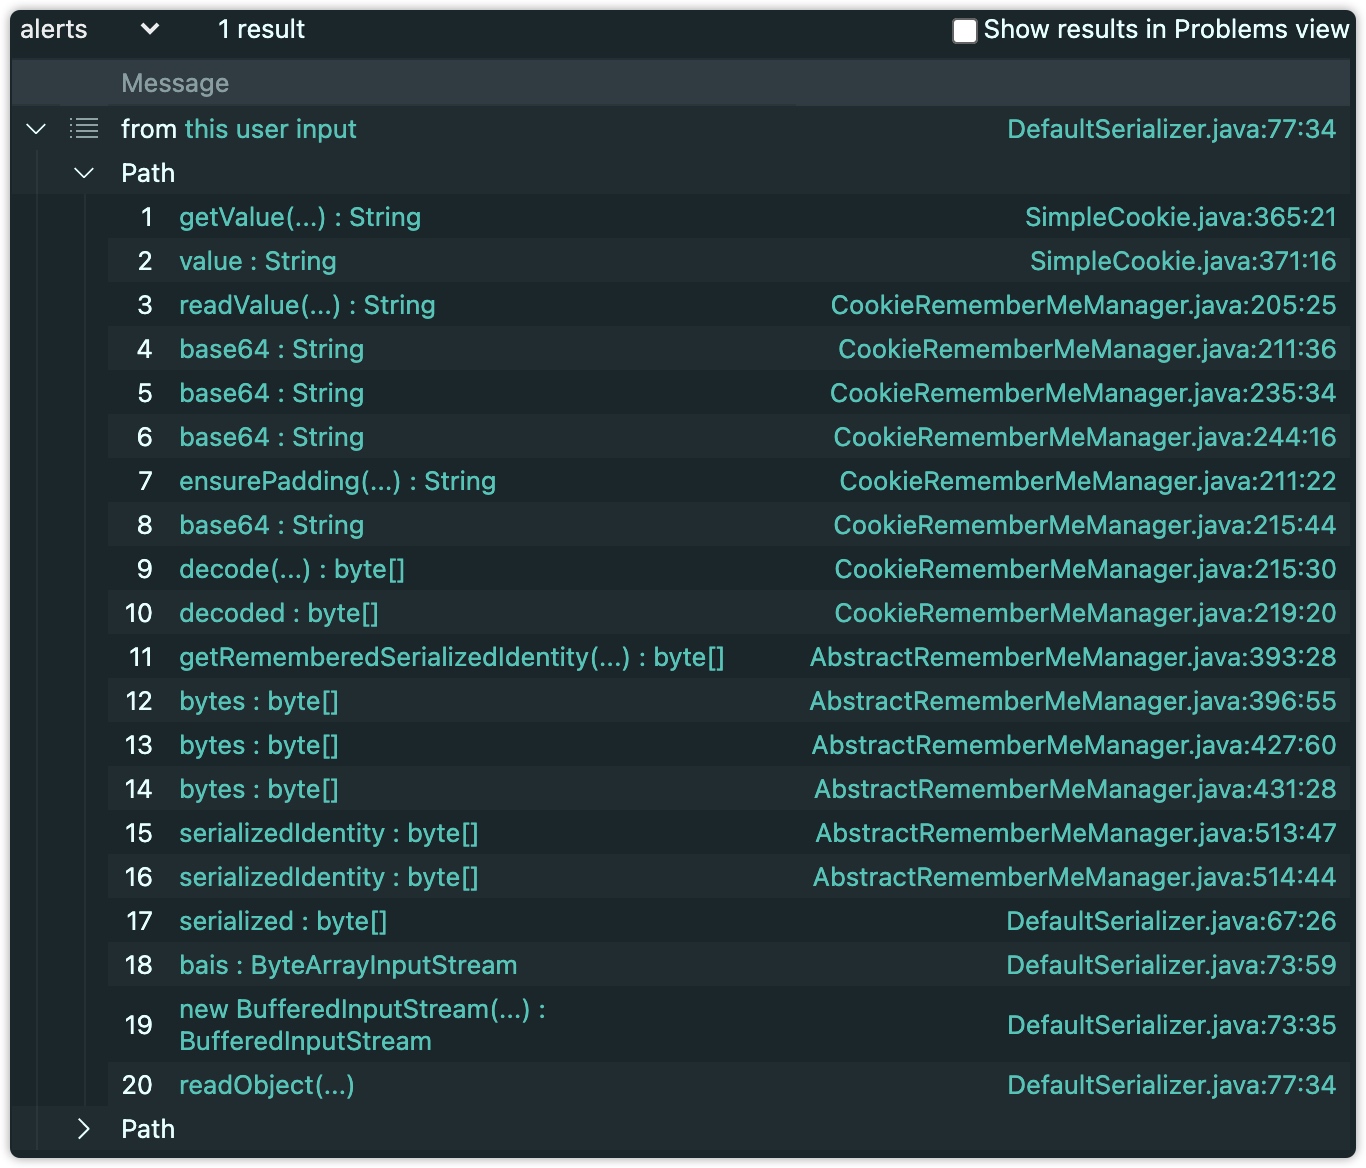 alerts 1 result Show results in Problems view
Message
from this user input DefaultSerializer.java:77:34
Path
1 getValue(...) : String SimpleCookie.java:365:21
2 value : String SimpleCookie.java:371:16
3 readValue(...) : String CookieRememberMeManager.java:205:25
4 base64 : String CookieRememberMeManager.java:211:36
5 base64 : String CookieRememberMeManager.java:235:34
6 base64 : String CookieRememberMeManager.java:244:16
7 ensurePadding(...) : String CookieRememberMeManager.java:211:22
8 base64 : String CookieRememberMeManager.java:215:44
9 decode(...) : byte[] CookieRememberMeManager.java:215:30
10 decoded : byte[] CookieRememberMeManager.java:219:20
11 getRememberedSerializedIdentity(...) : byte[] AbstractRememberMeManager.java:393:28
12 bytes : byte[] AbstractRememberMeManager.java:396:55
13 bytes : byte[] AbstractRememberMeManager.java:427:60
14 bytes : byte[] AbstractRememberMeManager.java:431:28
15 serializedIdentity : byte[] AbstractRememberMeManager.java:513:47
16 serializedIdentity : byte[] AbstractRememberMeManager.java:514:44
17 serialized : byte[] DefaultSerializer.java:67:26
18 bais : ByteArrayInputStream DefaultSerializer.java:73:59
19 new BufferedInputStream(...) :
BufferedInputStream DefaultSerializer.java:73:35
20 readObject(...) DefaultSerializer.java:77:34
Path